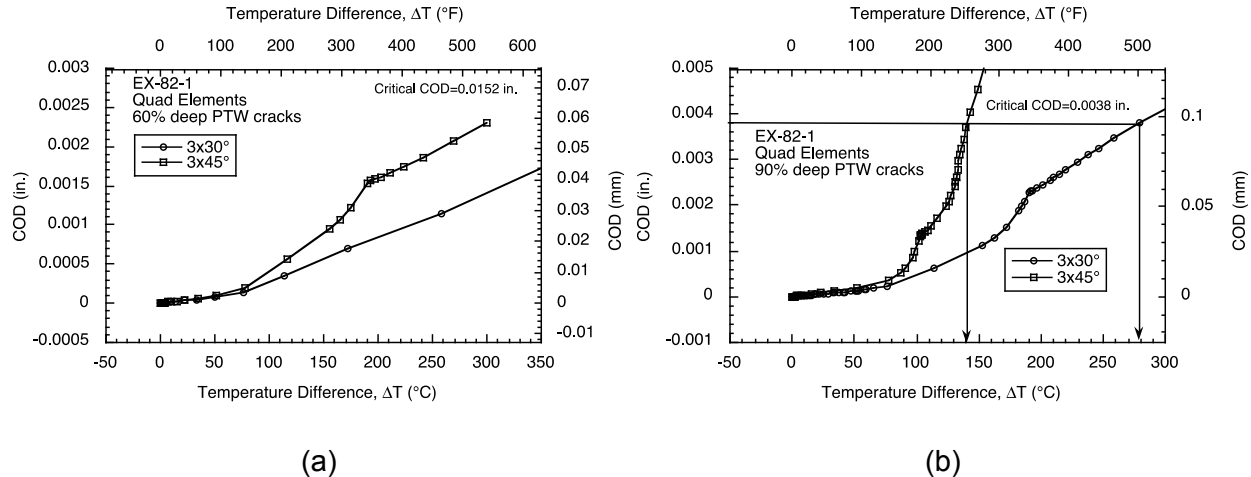 Temperature Difference, ΔT (°F)
0 100 200 300 400 500 600
EX-82-1
Quad Elements
60% deep PTW cracks
Critical COD=0.0152 in.
3x30°
3x45°
COD (in.)
0.003
0.0025
0.002
0.0015
0.001
0.0005
0
-0.0005
COD (mm)
0.07
0.06
0.05
0.04
0.03
0.02
0.01
0
-0.01
-50 0 50 100 150 200 250 300 350
Temperature Difference, ΔT (°C)
(a)
Temperature Difference, ΔT (°F)
0 100 200 300 400 500
Critical COD=0.0038 in.
EX-82-1
Quad Elements
90% deep PTW cracks
3x30°
3x45°
COD (in.)
0.005
0.004
0.003
0.002
0.001
0
-0.001
COD (mm)
0.1
0.05
0
-50 0 50 100 150 200 250 300
Temperature Difference, ΔT (°C)
(b)